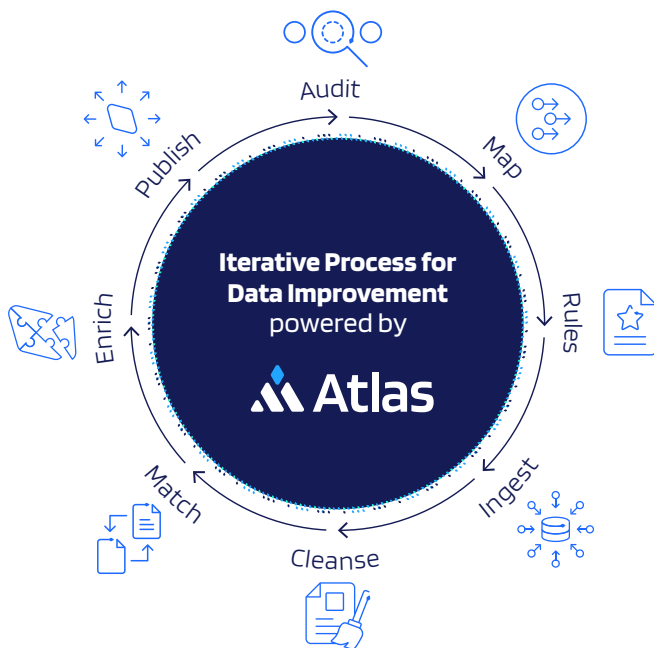 Audit
Map
Rules
Ingest
Cleanse
Match
Enrich
Publish
Iterative Process for
Data Improvement
powered by
Atlas